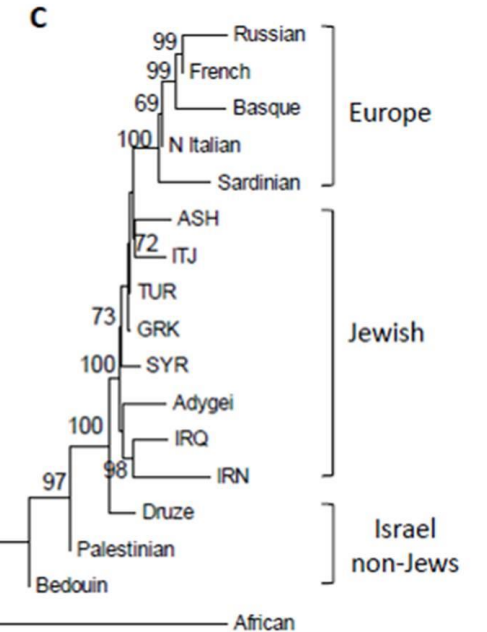 C
99 Russian
99 French
69 Basque
100 N Italian
Sardinian
Europe
ASH
72 ITJ
TUR
73 GRK
100 SYR
Adygei
100 IRQ
98 IRN
Jewish
Druze
97 Palestinian
Bedouin
Israel
non-Jews
African